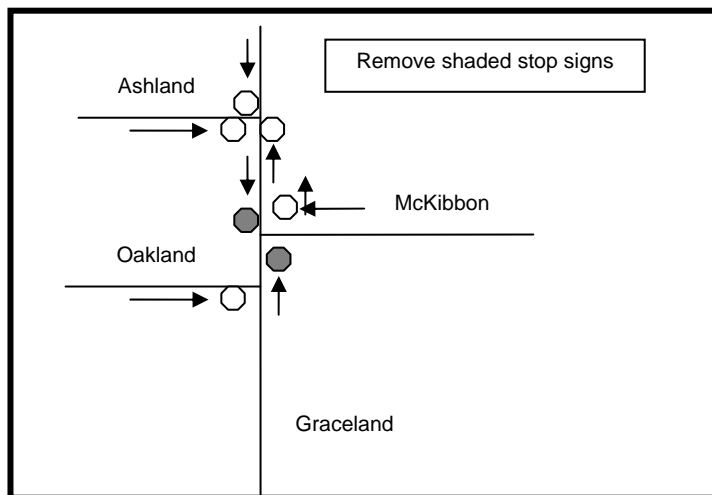 Remove shaded stop signs
Ashland
McKibbon
Oakland
Graceland